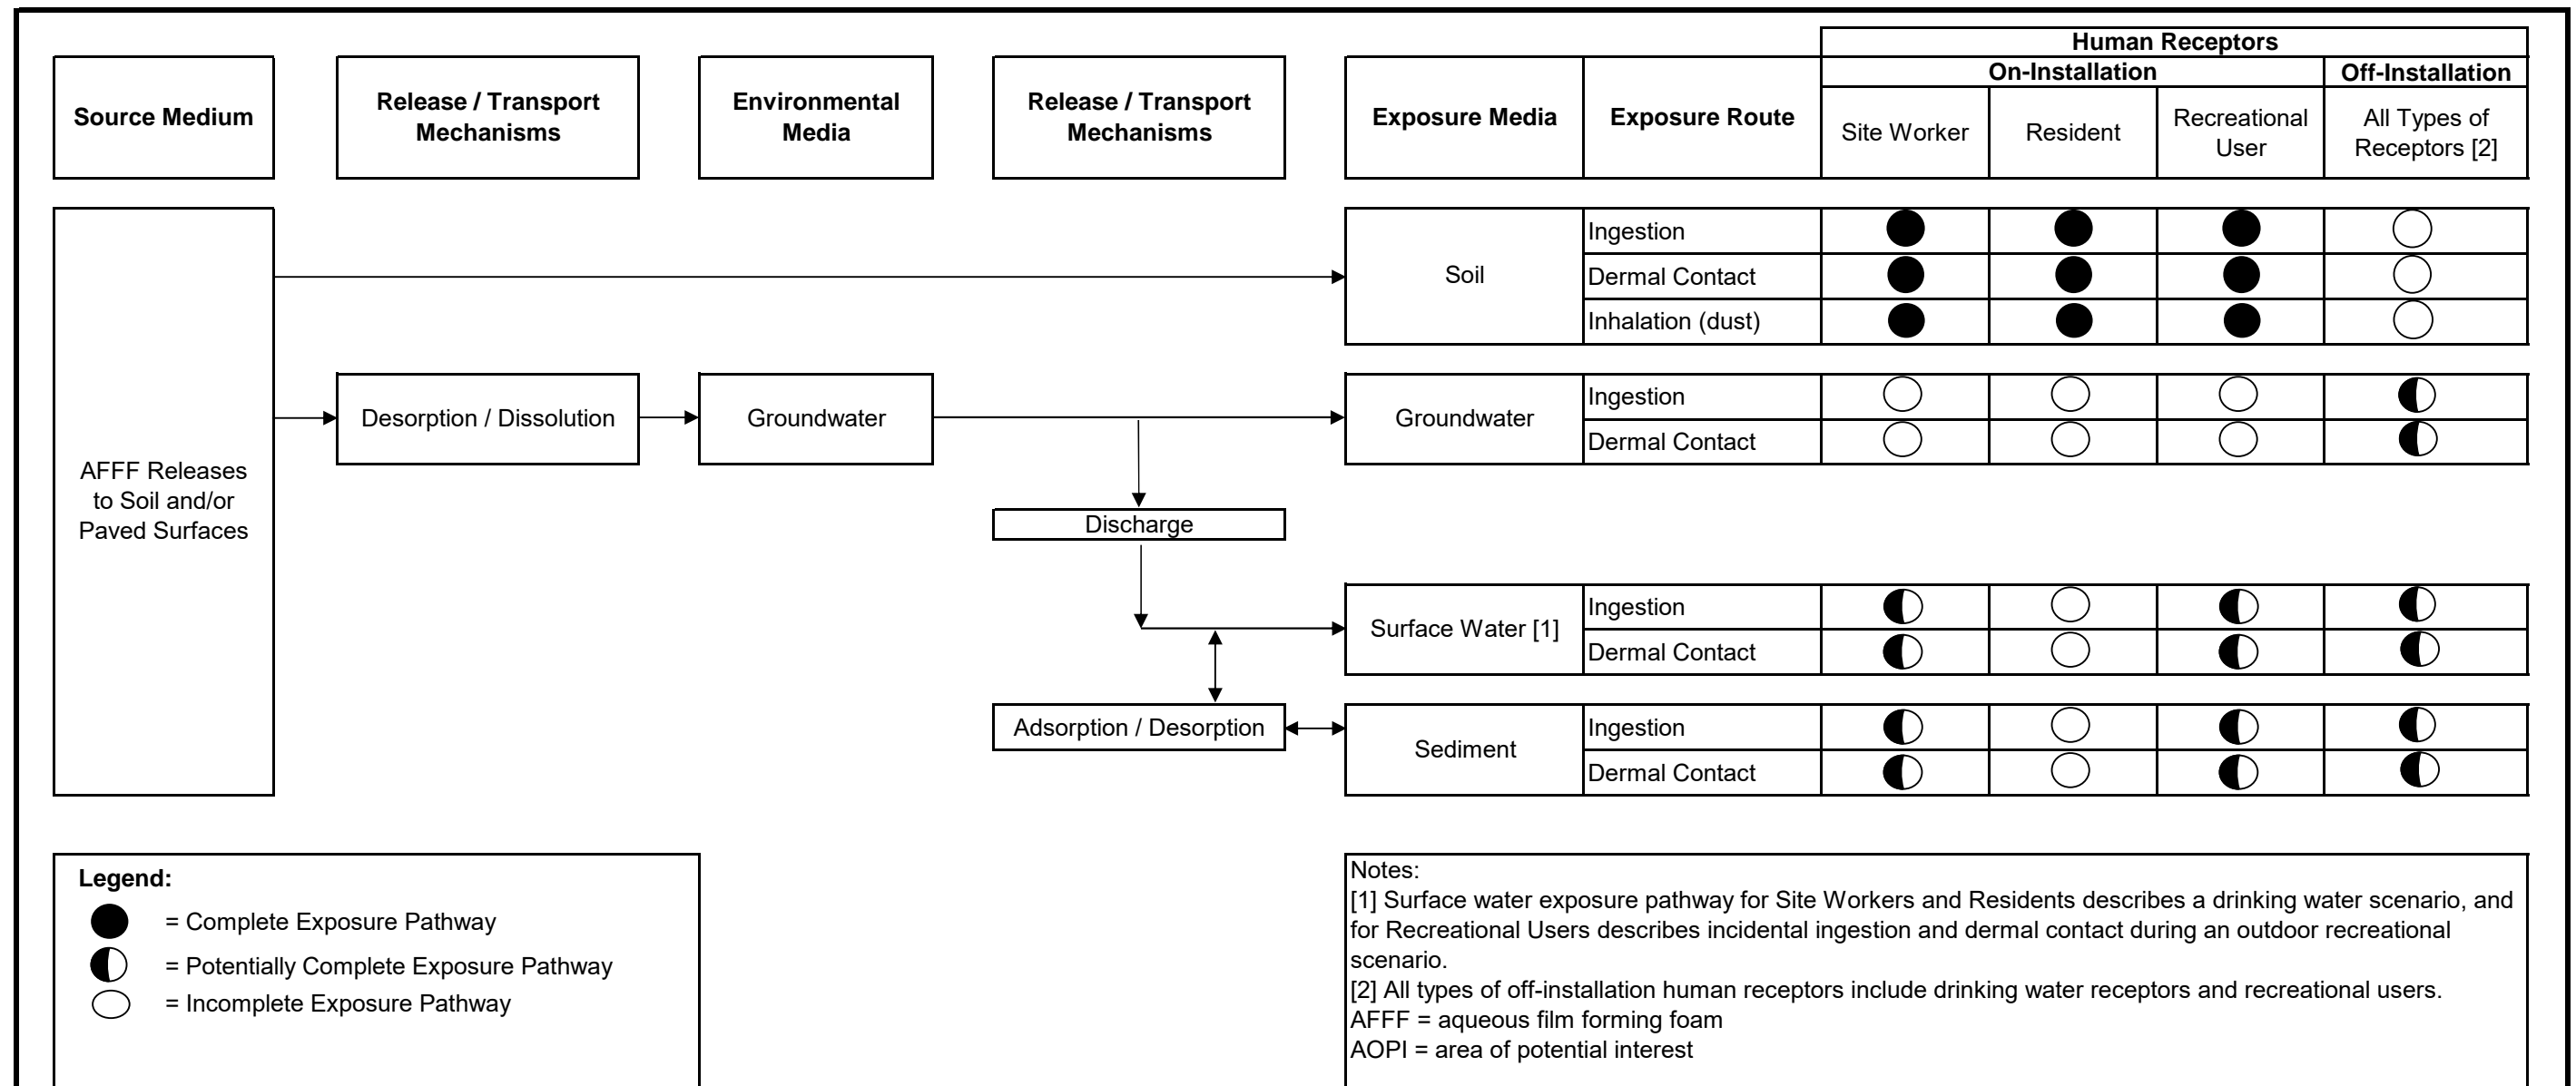 Human Receptors
On-Installation
Off-Installation
Source Medium
Release / Transport
Mechanisms
Environmental
Media
Release / Transport
Mechanisms
Exposure Media
Exposure Route
Site Worker
Resident
Recreational
User
All Types of
Receptors [2]
AFFF Releases
to Soil and/or
Paved Surfaces
Soil
Ingestion
Dermal Contact
Inhalation (dust)
Desorption / Dissolution
Groundwater
Groundwater
Ingestion
Dermal Contact
Discharge
Surface Water [1]
Ingestion
Dermal Contact
Adsorption / Desorption
Sediment
Ingestion
Dermal Contact
Legend:
= Complete Exposure Pathway
= Potentially Complete Exposure Pathway
= Incomplete Exposure Pathway
Notes:
[1] Surface water exposure pathway for Site Workers and Residents describes a drinking water scenario, and
for Recreational Users describes incidental ingestion and dermal contact during an outdoor recreational
scenario.
[2] All types of off-installation human receptors include drinking water receptors and recreational users.
AFFF = aqueous film forming foam
AOPI = area of potential interest